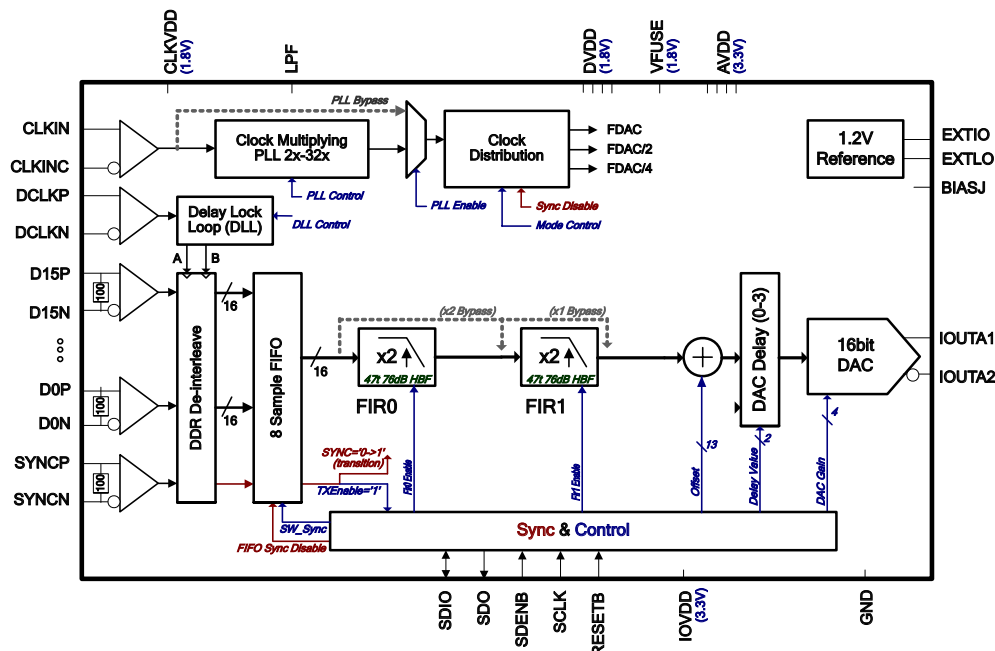 CLKVDD
(1.8V)
LPF
DVDD
(1.8V)
VFUSE
(1.8V)
AVDD
(3.3V)
CLKIN
CLKINC
PLL Bypass
Clock Multiplying
PLL 2x-32x
Clock
Distribution
FDAC
FDAC/2
FDAC/4
1.2V
Reference
EXTIO
EXTLO
BIASJ
PLL Control
PLL Enable
Sync Disable
Mode Control
DCLKP
DCLKN
Delay Lock
Loop (DLL)
DLL Control
A
B
D15P
D15N
100
DDR De-interleave
16
16
8 Sample FIFO
16
(x2 Bypass)
(x1 Bypass)
x2
47t 76dB HBF
FIR0
x2
47t 76dB HBF
FIR1
DAC Delay (0-3)
16bit
DAC
IOUTA1
IOUTA2
D0P
D0N
100
SYNCP
SYNCN
100
SYNC='0->1'
(transition)
TXEnable='1'
Fir0 Enable
Fir1 Enable
Offset
13
Delay Value
2
DAC Gain
4
SW_Sync
FIFO Sync Disable
Sync & Control
SDIO
SDO
SDENB
SCLK
RESETB
IOVDD
(3.3V)
GND